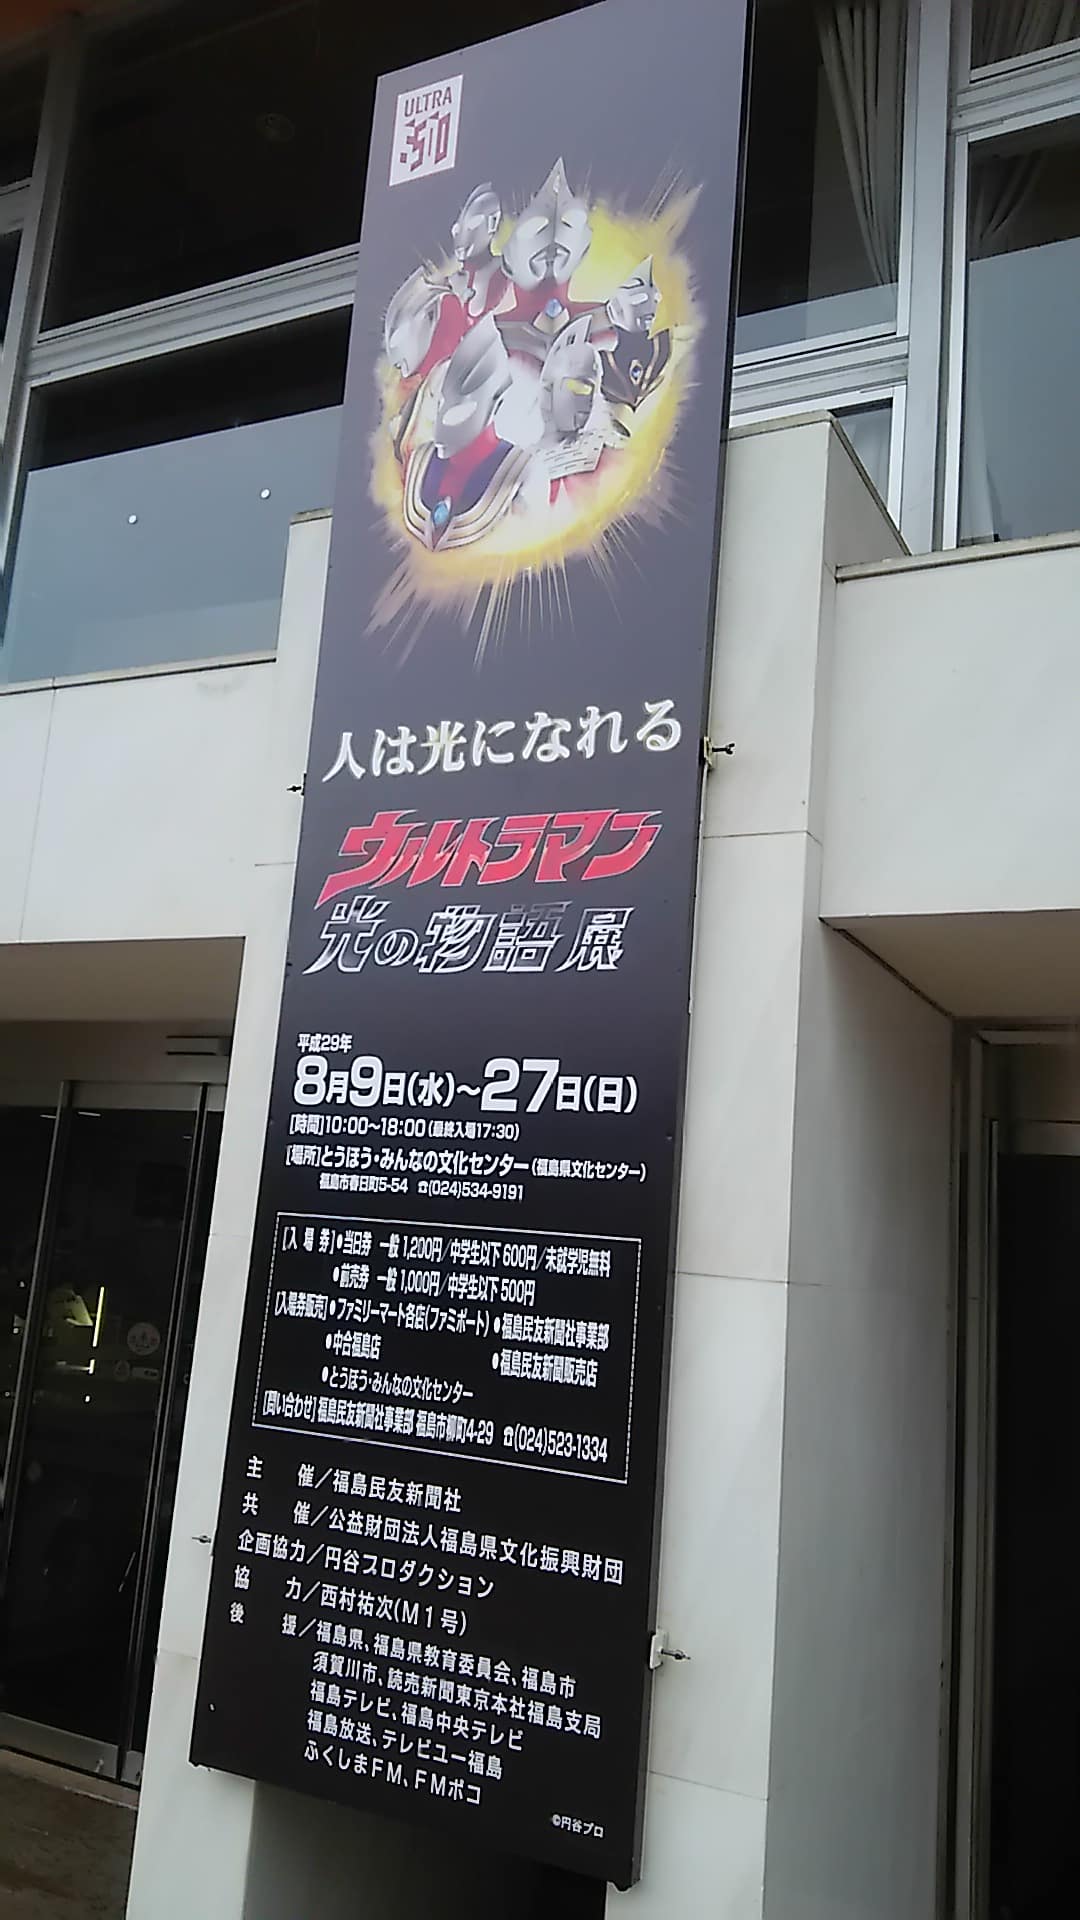 ULTRA
50
人は光になれる
ウルトラマン
光の物語展
平成29年
8月9日(水)～27日(日)
[時間]10:00～18:00(最終入場17:30)
[場所]とうほう・みんなの文化センター(福島県文化センター)
福島市春日町5-54 ☎(024)534-9191
[入場券]●当日券 一般1,200円/中学生以下600円/未就学児無料
●前売券 一般1,000円/中学生以下500円
[入場券販売]●ファミリーマート各店(ファミポート)●福島民友新聞社事業部
●中合福島店 ●福島民友新聞販売店
●とうほう・みんなの文化センター
[問い合わせ]福島民友新聞社事業部 福島市柳町4-29 ☎(024)523-1334
主催/福島民友新聞社
共催/公益財団法人福島県文化振興財団
企画協力/円谷プロダクション
協力/西村祐次(M1号)
後援/福島県、福島県教育委員会、福島市
須賀川市、読売新聞東京本社福島支局
福島テレビ、福島中央テレビ
福島放送、テレビユー福島
ふくしまFM、FMポコ
©円谷プロ